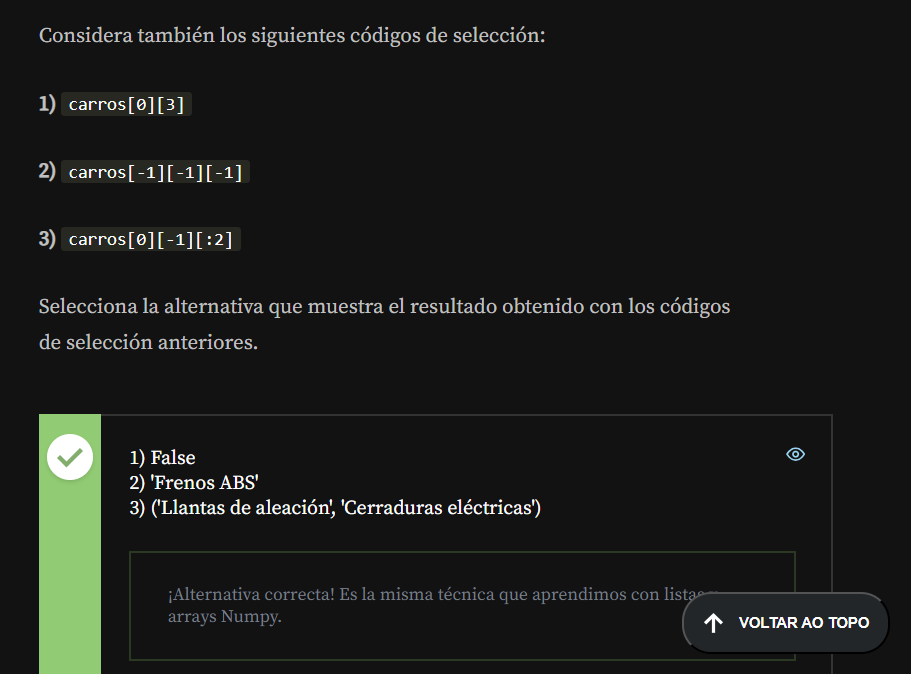 Considera también los siguientes códigos de selección:
1) carros[0][3]
2) carros[-1][-1][-1]
3) carros[0][-1][:2]
Selecciona la alternativa que muestra el resultado obtenido con los códigos
de selección anteriores.
1) False
2) 'Frenos ABS'
3) ('Llantas de aleación', 'Cerraduras eléctricas')
¡Alternativa correcta! Es la misma técnica que aprendimos con listas
arrays Numpy.
VOLTAR AO TOPO